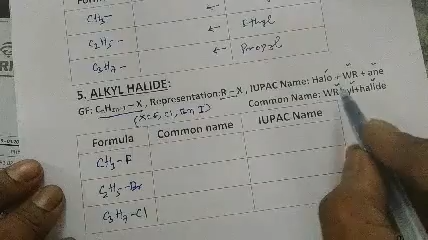 CH3- ←
C2H5- ← Ethyl
C3H7- ← Propyl
5. ALKYL HALIDE:
GF: CnH2n+1-X, Representation: R-X, IUPAC Name: Halo + WR + ane
(X=F, Cl, Br, I) Common Name: WR + yl+halide
Formula Common name IUPAC Name
CH3-F
C2H5-Br
C3H7-Cl